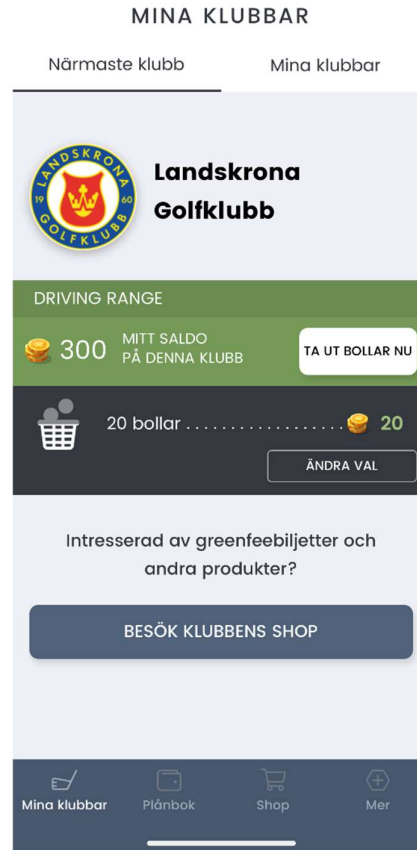 MINA KLUBBAR
Närmaste klubb
Mina klubbar
LANDSKRONA
19 60
GOLFKLUBB
Landskrona
Golfklubb
DRIVING RANGE
300
MITT SALDO
PÅ DENNA KLUBB
TA UT BOLLAR NU
20 bollar . . . . . . . . . . . . . . . . . . 20
ÄNDRA VAL
Intresserad av greenfeebiljetter och
andra produkter?
BESÖK KLUBBENS SHOP
Mina klubbar
Plånbok
Shop
Mer